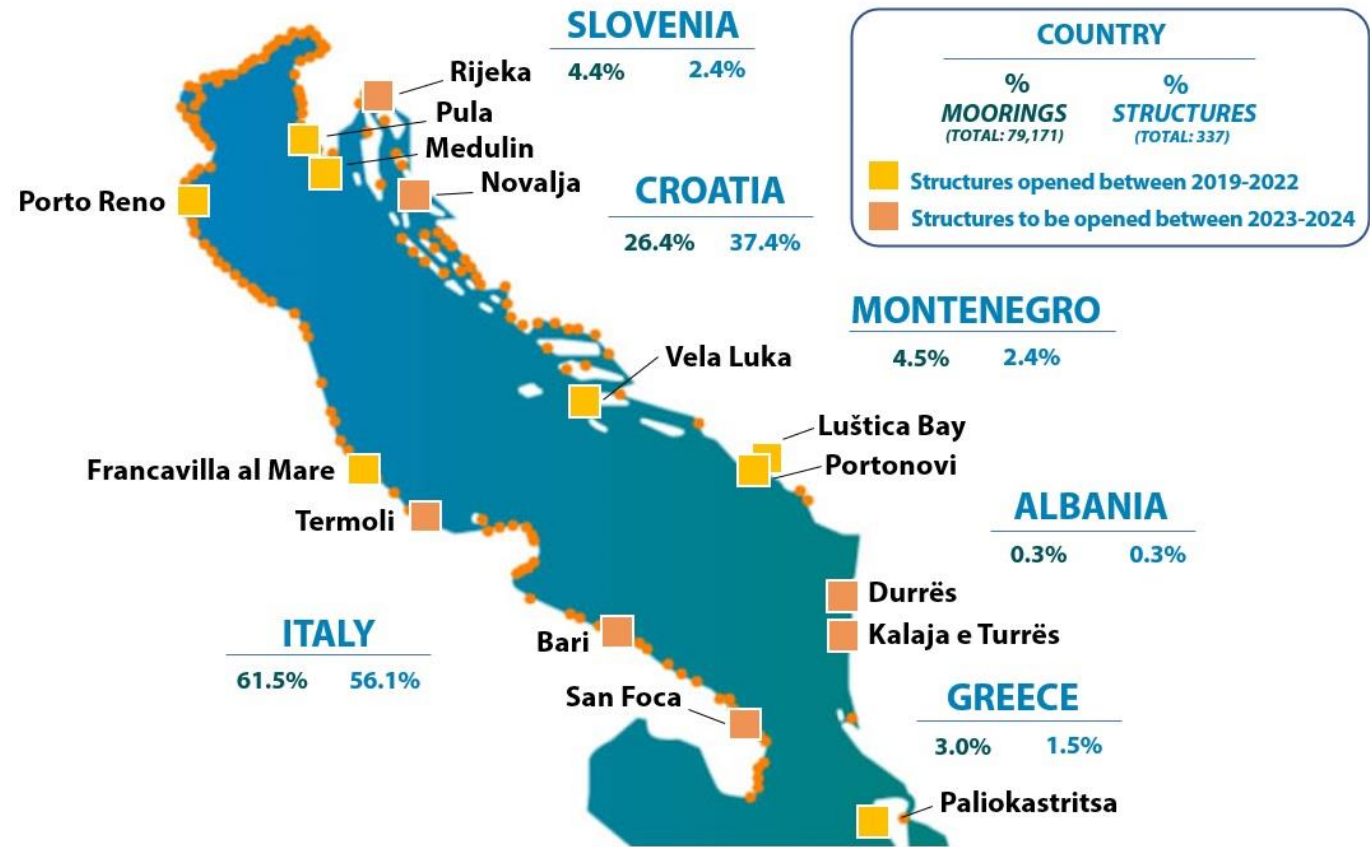 SLOVENIA
4.4% 2.4%
COUNTRY
% %
MOORINGS STRUCTURES
(TOTAL: 79,171) (TOTAL: 337)
Structures opened between 2019-2022
Structures to be opened between 2023-2024
Rijeka
Pula
Medulin
Novalja
Porto Reno
CROATIA
26.4% 37.4%
MONTENEGRO
4.5% 2.4%
Vela Luka
Luštica Bay
Portonovi
Francavilla al Mare
Termoli
ALBANIA
0.3% 0.3%
Durrës
Kalaja e Turrës
ITALY
61.5% 56.1%
Bari
San Foca
GREECE
3.0% 1.5%
Paliokastritsa